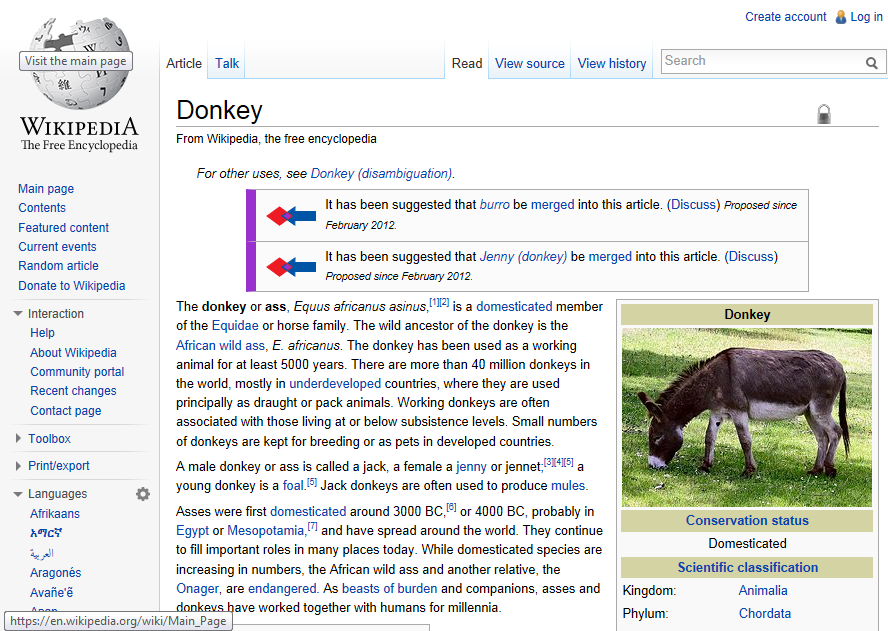 Create account Log in
Visit the main page
維
WIKIPEDIA
The Free Encyclopedia
Main page
Contents
Featured content
Current events
Random article
Donate to Wikipedia
Interaction
Help
About Wikipedia
Community portal
Recent changes
Contact page
Toolbox
Print/export
Languages
Afrikaans
አማርኛ
العربية
Aragonés
Avañe'ẽ
https://en.wikipedia.org/wiki/Main_Page
Article Talk Read View source View history Search
Donkey
From Wikipedia, the free encyclopedia
For other uses, see Donkey (disambiguation).
It has been suggested that burro be merged into this article. (Discuss) Proposed since
February 2012.
It has been suggested that Jenny (donkey) be merged into this article. (Discuss)
Proposed since February 2012.
The donkey or ass, Equus africanus asinus,[1][2] is a domesticated member
of the Equidae or horse family. The wild ancestor of the donkey is the
African wild ass, E. africanus. The donkey has been used as a working
animal for at least 5000 years. There are more than 40 million donkeys in
the world, mostly in underdeveloped countries, where they are used
principally as draught or pack animals. Working donkeys are often
associated with those living at or below subsistence levels. Small numbers
of donkeys are kept for breeding or as pets in developed countries.
A male donkey or ass is called a jack, a female a jenny or jennet;[3][4][5] a
young donkey is a foal.[5] Jack donkeys are often used to produce mules.
Asses were first domesticated around 3000 BC,[6] or 4000 BC, probably in
Egypt or Mesopotamia,[7] and have spread around the world. They continue
to fill important roles in many places today. While domesticated species are
increasing in numbers, the African wild ass and another relative, the
Onager, are endangered. As beasts of burden and companions, asses and
donkeys have worked together with humans for millennia.
Donkey
Conservation status
Domesticated
Scientific classification
Kingdom: Animalia
Phylum: Chordata